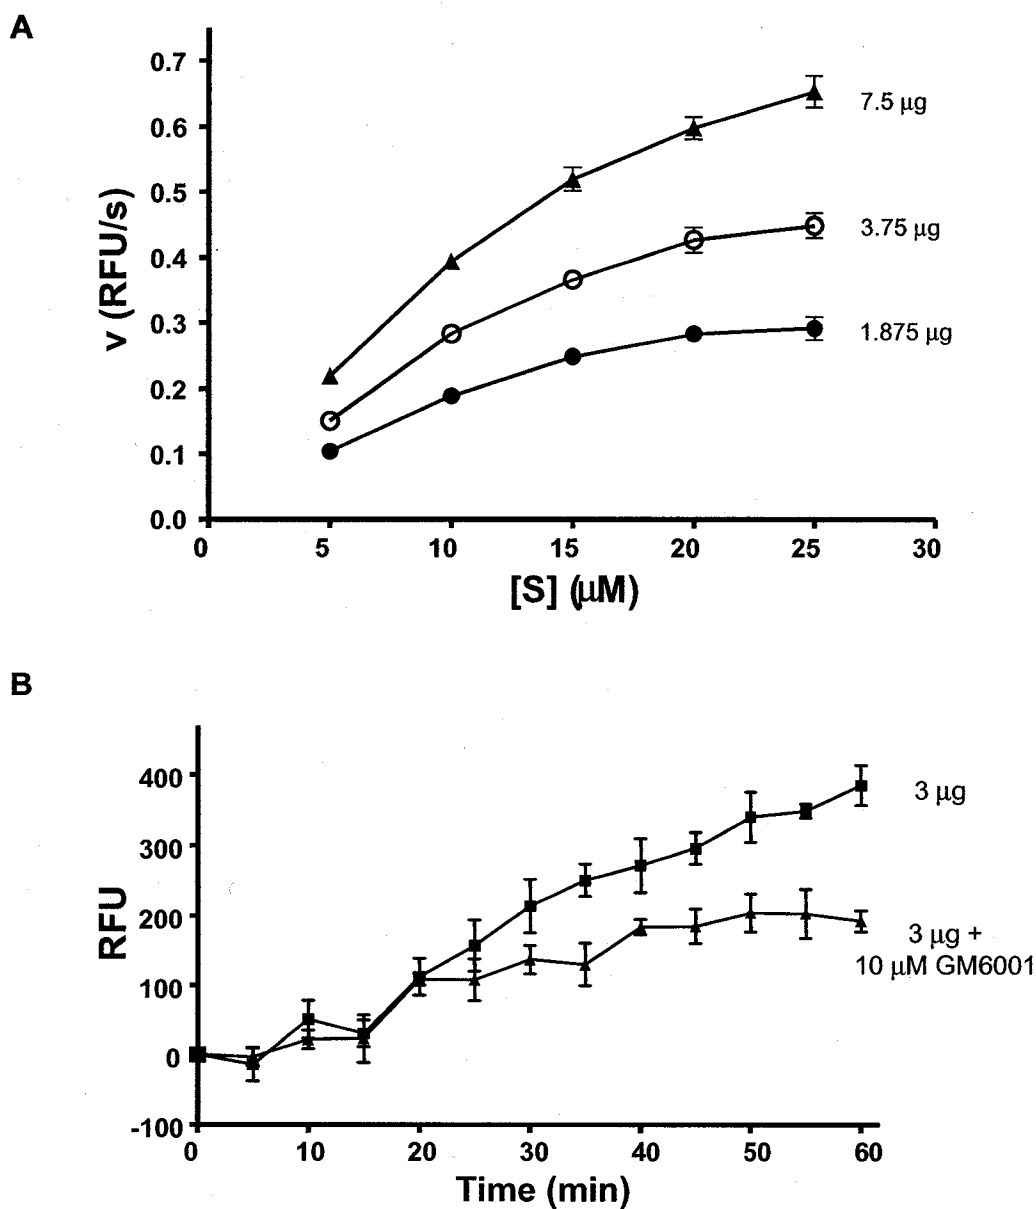 A
0.7
0.6
0.5
0.4
0.3
0.2
0.1
0.0
v (RFU/s)
7.5 µg
3.75 µg
1.875 µg
0 5 10 15 20 25 30
[S] (µM)
B
400
300
200
100
0
-100
RFU
3 µg
3 µg +
10 µM GM6001
0 10 20 30 40 50 60
Time (min)